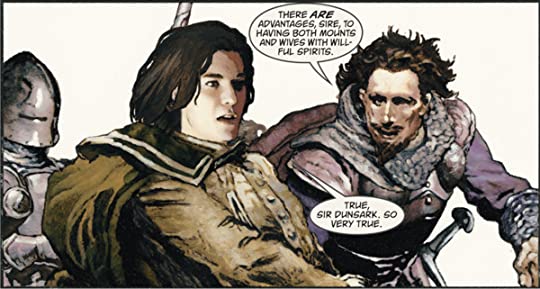 THERE ARE
ADVANTAGES, SIRE, TO
HAVING BOTH MOUNTS
AND WIVES WITH WILL-
FUL SPIRITS.
TRUE,
SIR DUNSARK. SO
VERY TRUE.